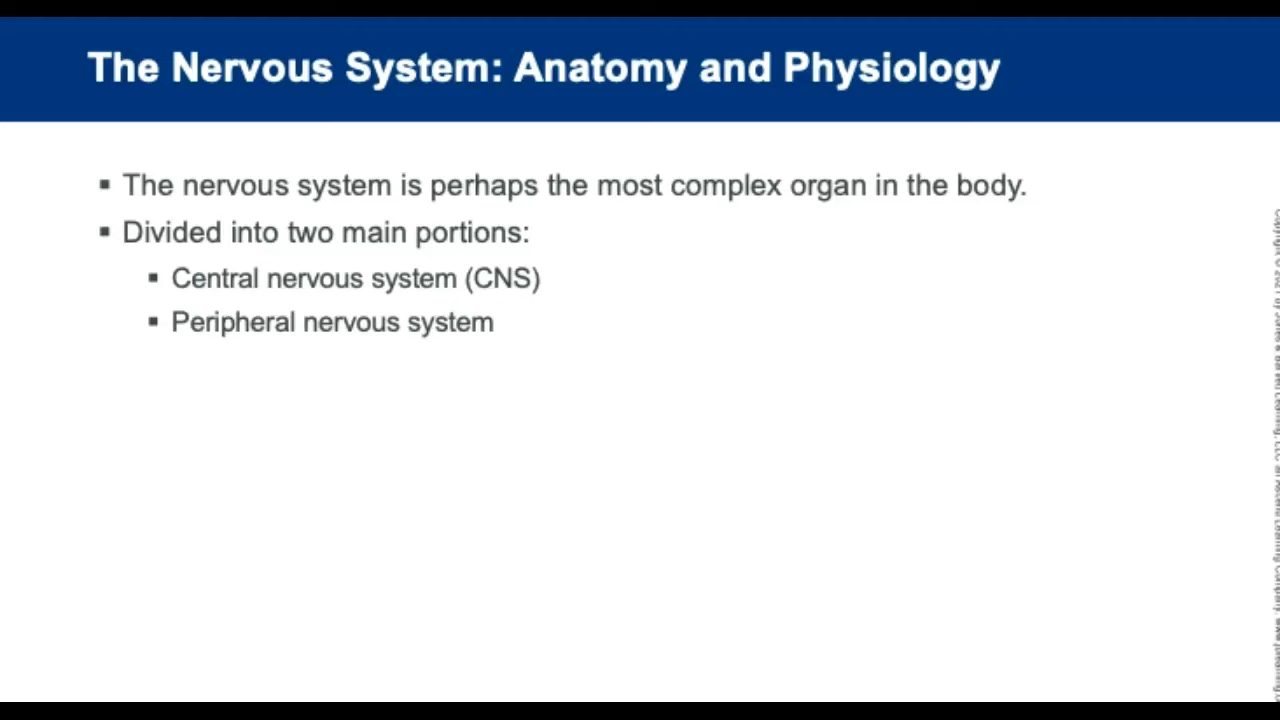 The Nervous System: Anatomy and Physiology
▪ The nervous system is perhaps the most complex organ in the body.
▪ Divided into two main portions:
▪ Central nervous system (CNS)
▪ Peripheral nervous system